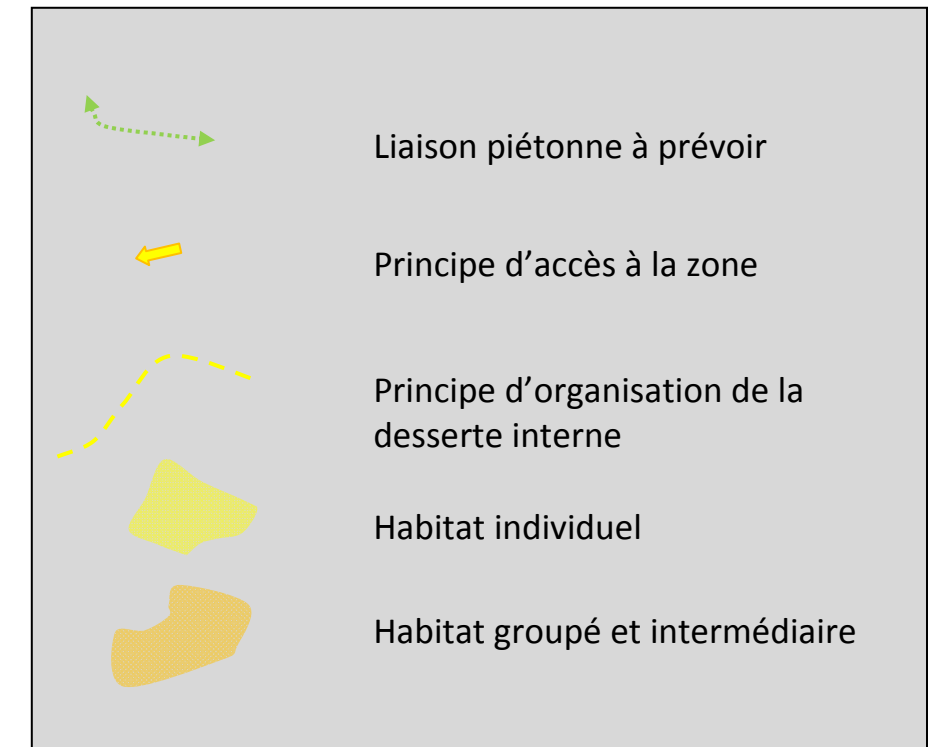 Liaison piétonne à prévoir
Principe d’accès à la zone
Principe d’organisation de la
desserte interne
Habitat individuel
Habitat groupé et intermédiaire